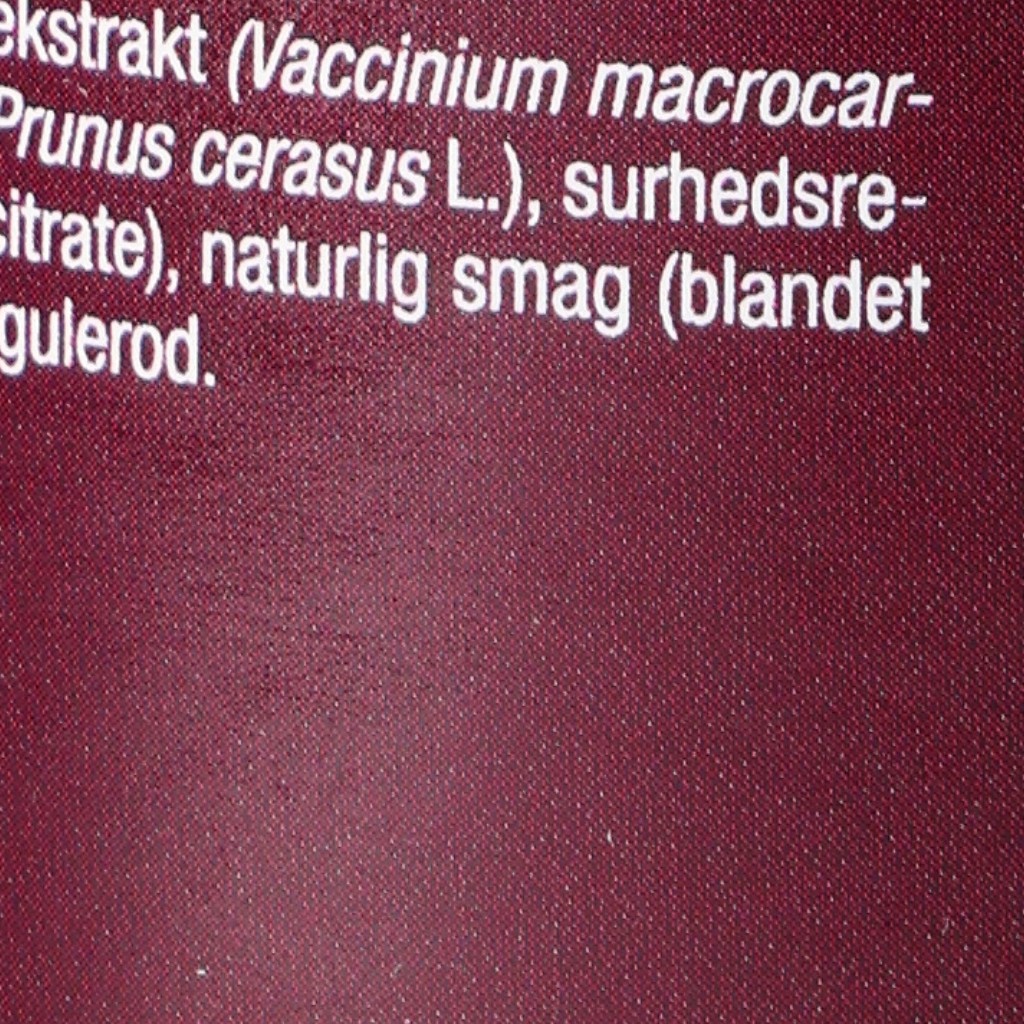 ekstrakt (Vaccinium macrocar-
Prunus cerasus L.), surhedsre-
citrate), naturlig smag (blandet
gulerod.